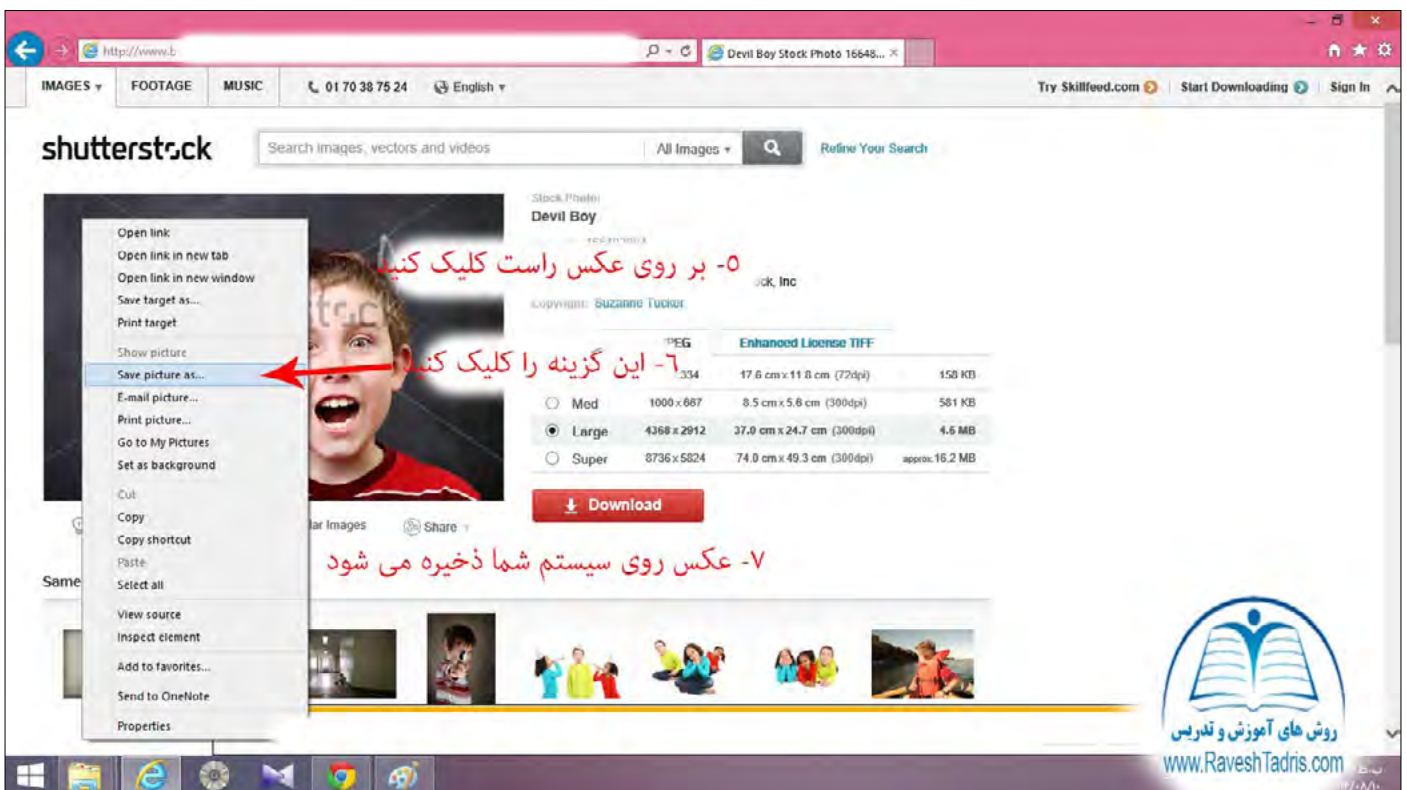 http://www.b
Devil Boy Stock Photo 16648...
IMAGES
FOOTAGE
MUSIC
01 70 38 75 24
English
Try Skillfeed.com
Start Downloading
Sign In
shutterstock
Search images, vectors and videos
All Images
Refine Your Search
Stock Photo:
Devil Boy
۵- بر روی عکس راست کلیک کنید
ock, Inc
Copyright: Suzanne Tucker
Open link
Open link in new tab
Open link in new window
Save target as...
Print target
Show picture
Save picture as...
E-mail picture...
Print picture...
Go to My Pictures
Set as background
Cut
Copy
Copy shortcut
Paste
Select all
View source
Inspect element
Add to favorites...
Send to OneNote
Properties
PEG
Enhanced License TIFF
٦- این گزینه را کلیک کنید
334 17.6 cm x 11.8 cm (72dpi) 158 KB
Med 1000 x 667 8.5 cm x 5.6 cm (300dpi) 581 KB
Large 4368 x 2912 37.0 cm x 24.7 cm (300dpi) 4.6 MB
Super 8736 x 5824 74.0 cm x 49.3 cm (300dpi) approx. 16.2 MB
Download
lar Images
Share
۷- عکس روی سیستم شما ذخیره می شود
Same
روش های آموزش و تدریس
www.RaveshTadris.com